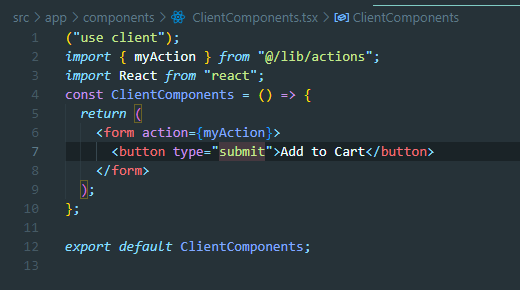 src > app > components > ClientComponents.tsx > ClientComponents
1 ("use client");
2 import { myAction } from "@/lib/actions";
3 import React from "react";
4 const ClientComponents = () => {
5   return (
6     <form action={myAction}>
7       <button type="submit">Add to Cart</button>
8     </form>
9   );
10 };
11
12 export default ClientComponents;
13